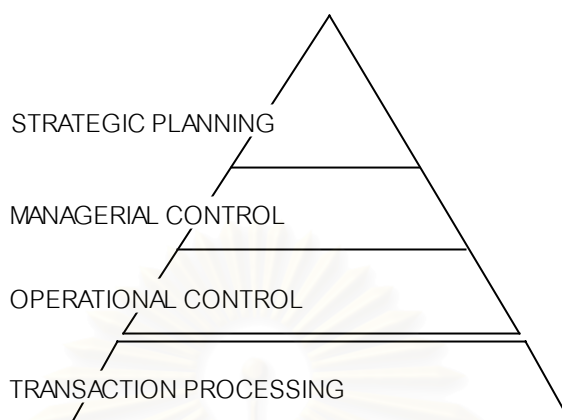 STRATEGIC PLANNING
MANAGERIAL CONTROL
OPERATIONAL CONTROL
TRANSACTION PROCESSING